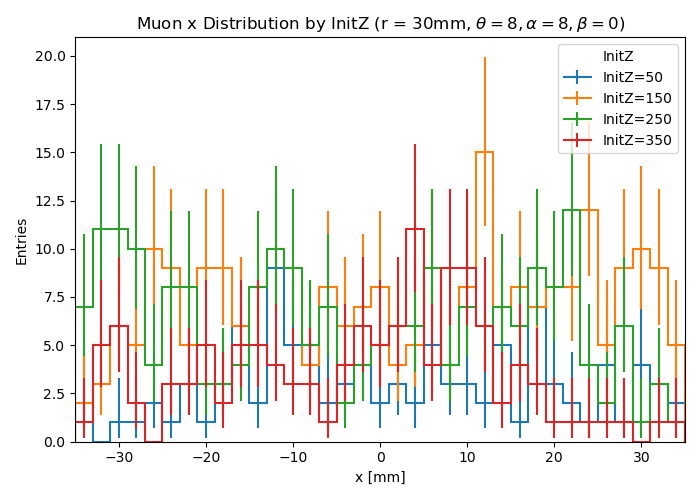 Muon x Distribution by InitZ (r = 30mm, θ = 8, α = 8, β = 0)
Entries
20.0
17.5
15.0
12.5
10.0
7.5
5.0
2.5
0.0
InitZ
InitZ=50
InitZ=150
InitZ=250
InitZ=350
−30 −20 −10 0 10 20 30
x [mm]